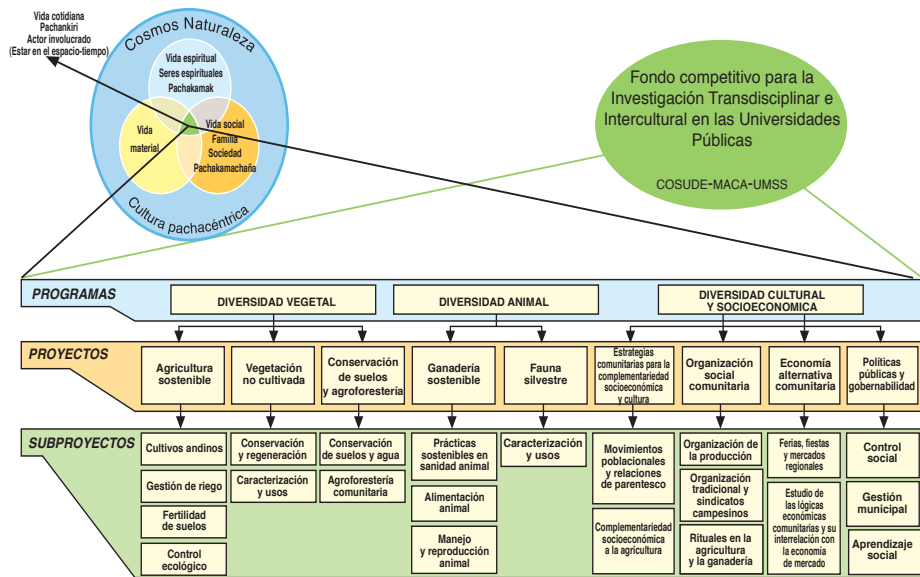 Vida cotidiana
Pachankiri
Actor involucrado
(Estar en el espacio-tiempo)
Cosmos Naturaleza
Vida espiritual
Seres espirituales
Pachakamak
Vida
material
Vida social
Familia
Sociedad
Pachakamachaña
Cultura pachacéntrica
Fondo competitivo para la
Investigación Transdisciplinar e
Intercultural en las Universidades
Públicas
COSUDE-MACA-UMSS
PROGRAMAS
DIVERSIDAD VEGETAL
DIVERSIDAD ANIMAL
DIVERSIDAD CULTURAL
Y SOCIOECONOMICA
PROYECTOS
Agricultura
sostenible
Vegetación
no cultivada
Conservación
de suelos
y agroforestería
Ganadería
sostenible
Fauna
silvestre
Estrategias
comunitarias para la
complementariedad
socioeconómica
y cultura
Organización
social
comunitaria
Economía
alternativa
comunitaria
Políticas
públicas y
gobernabilidad
SUBPROYECTOS
Cultivos andinos
Gestión de riego
Fertilidad
de suelos
Control
ecológico
Conservación
y regeneración
Caracterización
y usos
Conservación
de suelos y agua
Agroforestería
comunitaria
Prácticas
sostenibles en
sanidad animal
Alimentación
animal
Manejo
y reproducción
animal
Caracterización
y usos
Movimientos
poblacionales
y relaciones
de parentesco
Complementariedad
socioeconómica
a la agricultura
Organización de
la producción
Organización
tradicional y
sindicatos
campesinos
Rituales en la
agricultura
y la ganadería
Ferias, fiestas
y mercados
regionales
Estudio de
las lógicas
económicas
comunitarias y su
interrelación con
la economía
de mercado
Control
social
Gestión
municipal
Aprendizaje
social